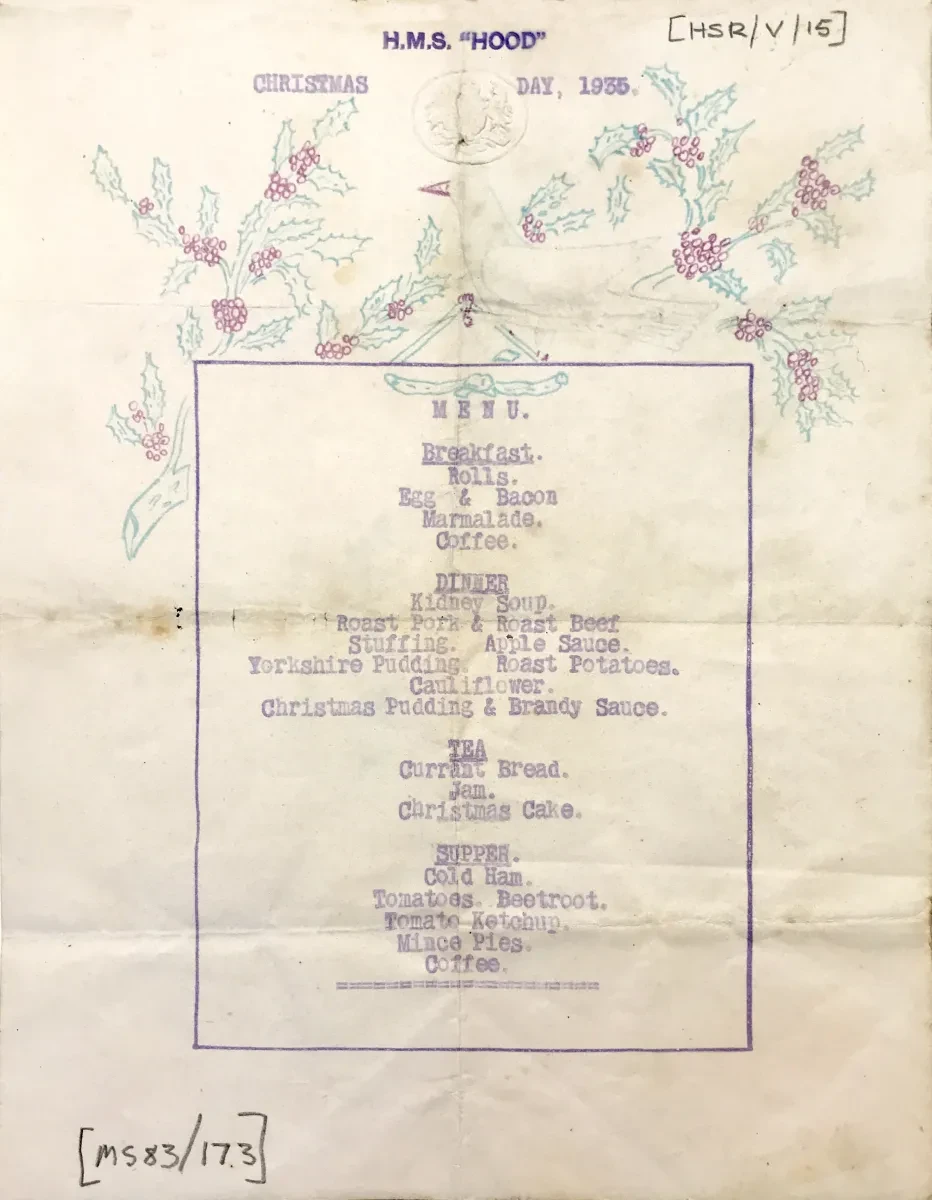 H.M.S. "HOOD"
[HSR/V/15]
CHRISTMAS DAY, 1935.
MENU.
Breakfast.
Rolls.
Egg & Bacon
Marmalade.
Coffee.
DINNER
Kidney Soup.
Roast Pork & Roast Beef
Stuffing. Apple Sauce.
Yorkshire Pudding. Roast Potatoes.
Cauliflower.
Christmas Pudding & Brandy Sauce.
TEA
Currant Bread.
Jam.
Christmas Cake.
SUPPER.
Cold Ham.
Tomatoes. Beetroot.
Tomato Ketchup.
Mince Pies.
Coffee.
[MS83/173]